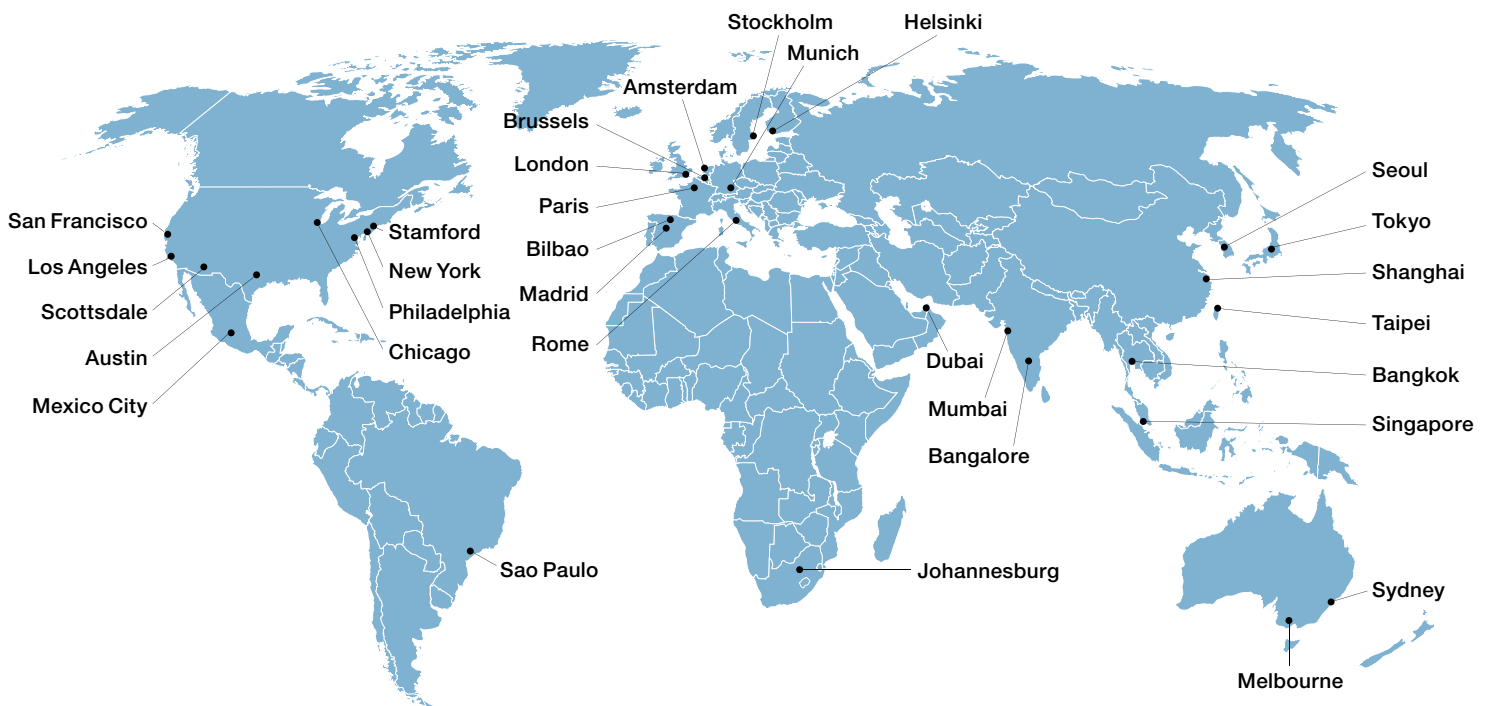 Stockholm
Helsinki
Munich
Amsterdam
Brussels
London
Paris
Bilbao
Madrid
Rome
San Francisco
Los Angeles
Scottsdale
Austin
Mexico City
Stamford
New York
Philadelphia
Chicago
Sao Paulo
Dubai
Mumbai
Bangalore
Johannesburg
Seoul
Tokyo
Shanghai
Taipei
Bangkok
Singapore
Sydney
Melbourne